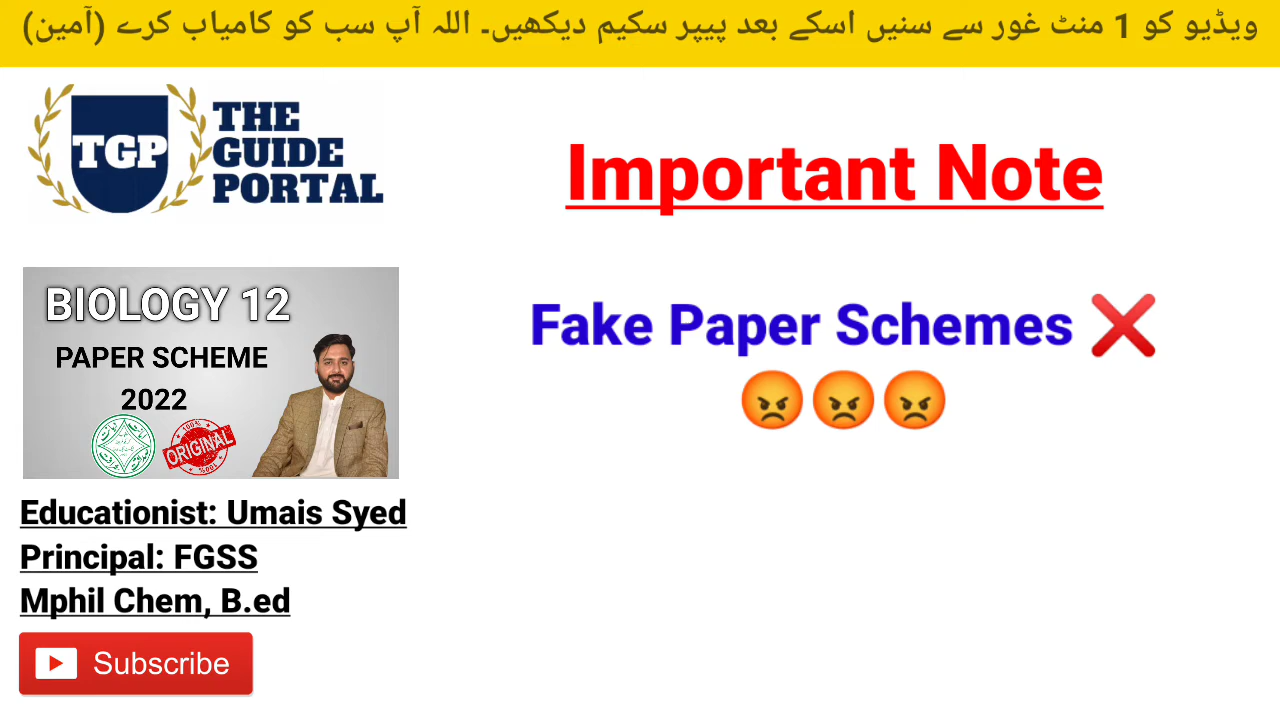 ویڈیو کو 1 منٹ غور سے سنیں اسکے بعد پیپر سکیم دیکھیں۔ اللہ آپ سب کو کامیاب کرے (آمین)
TGP
THE
GUIDE
PORTAL
Important Note
BIOLOGY 12
PAPER SCHEME
2022
100%
ORIGINAL
100%
Fake Paper Schemes ❌
😡😡😡
Educationist: Umais Syed
Principal: FGSS
Mphil Chem, B.ed
Subscribe